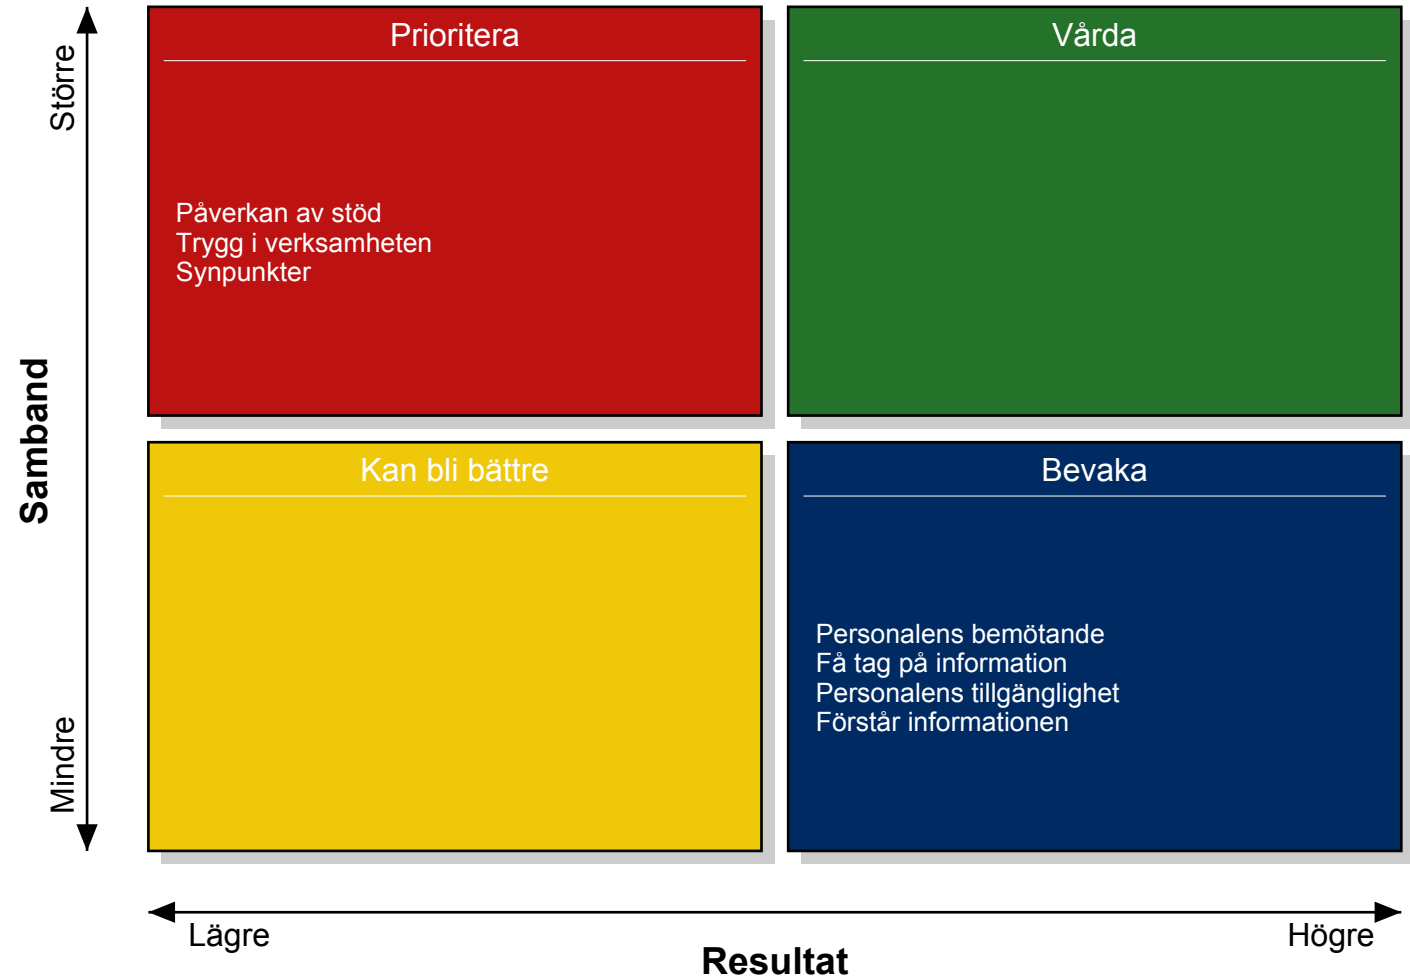 Större
Samband
Mindre
Prioritera
Påverkan av stöd
Trygg i verksamheten
Synpunkter
Vårda
Kan bli bättre
Bevaka
Personalens bemötande
Få tag på information
Personalens tillgänglighet
Förstår informationen
Lägre
Resultat
Högre